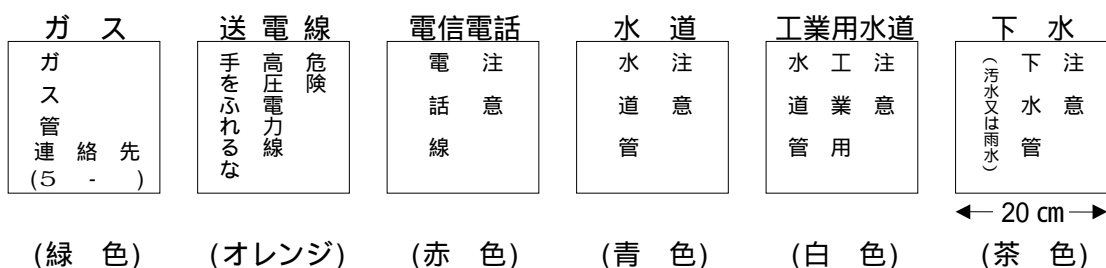 ガス
ガス管
連絡先
(5 - )
(緑色)
送電線
危険
高圧電力線
手をふれるな
(オレンジ)
電信電話
注意
電話線
(赤色)
水道
注意
水道管
(青色)
工業用水道
注意
工業用
水道管
(白色)
下水
注意
下水管
(汚水又は雨水)
20㎝
(茶色)